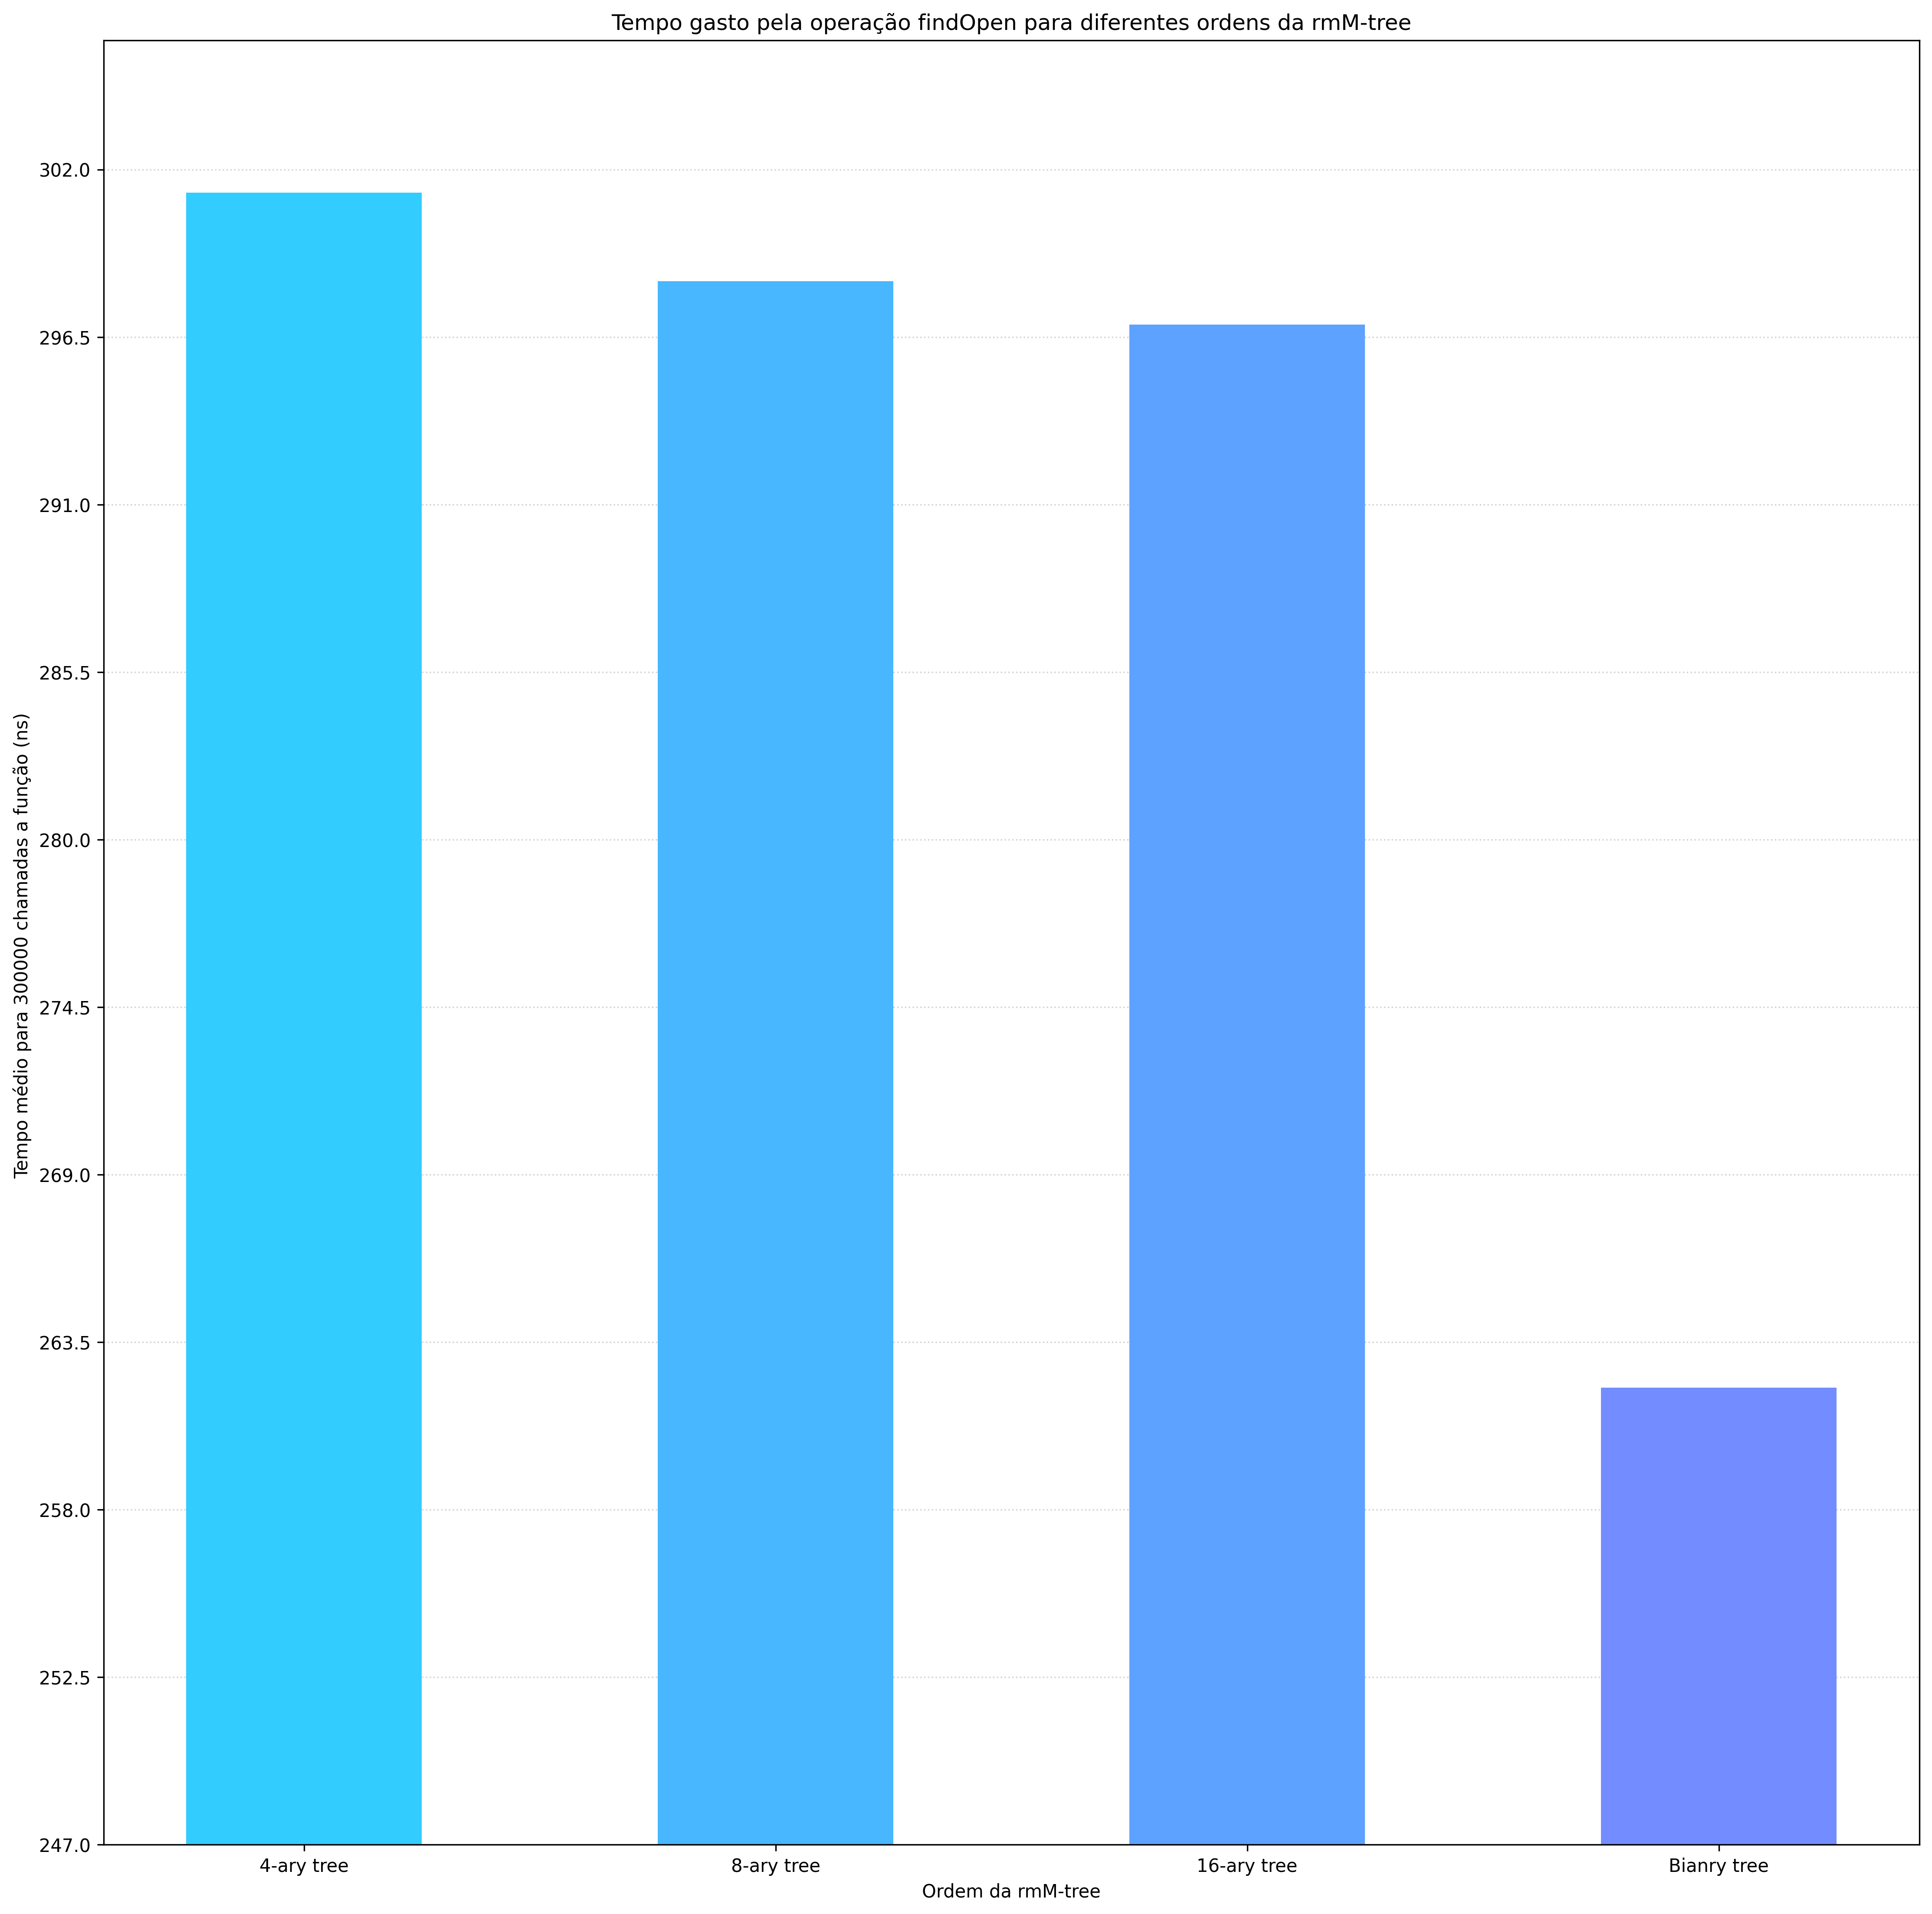 Tempo gasto pela operação findOpen para diferentes ordens da rmM-tree
Tempo médio para 300000 chamadas a função (ns)
302.0
296.5
291.0
285.5
280.0
274.5
269.0
263.5
258.0
252.5
247.0
4-ary tree
8-ary tree
16-ary tree
Bianry tree
Ordem da rmM-tree